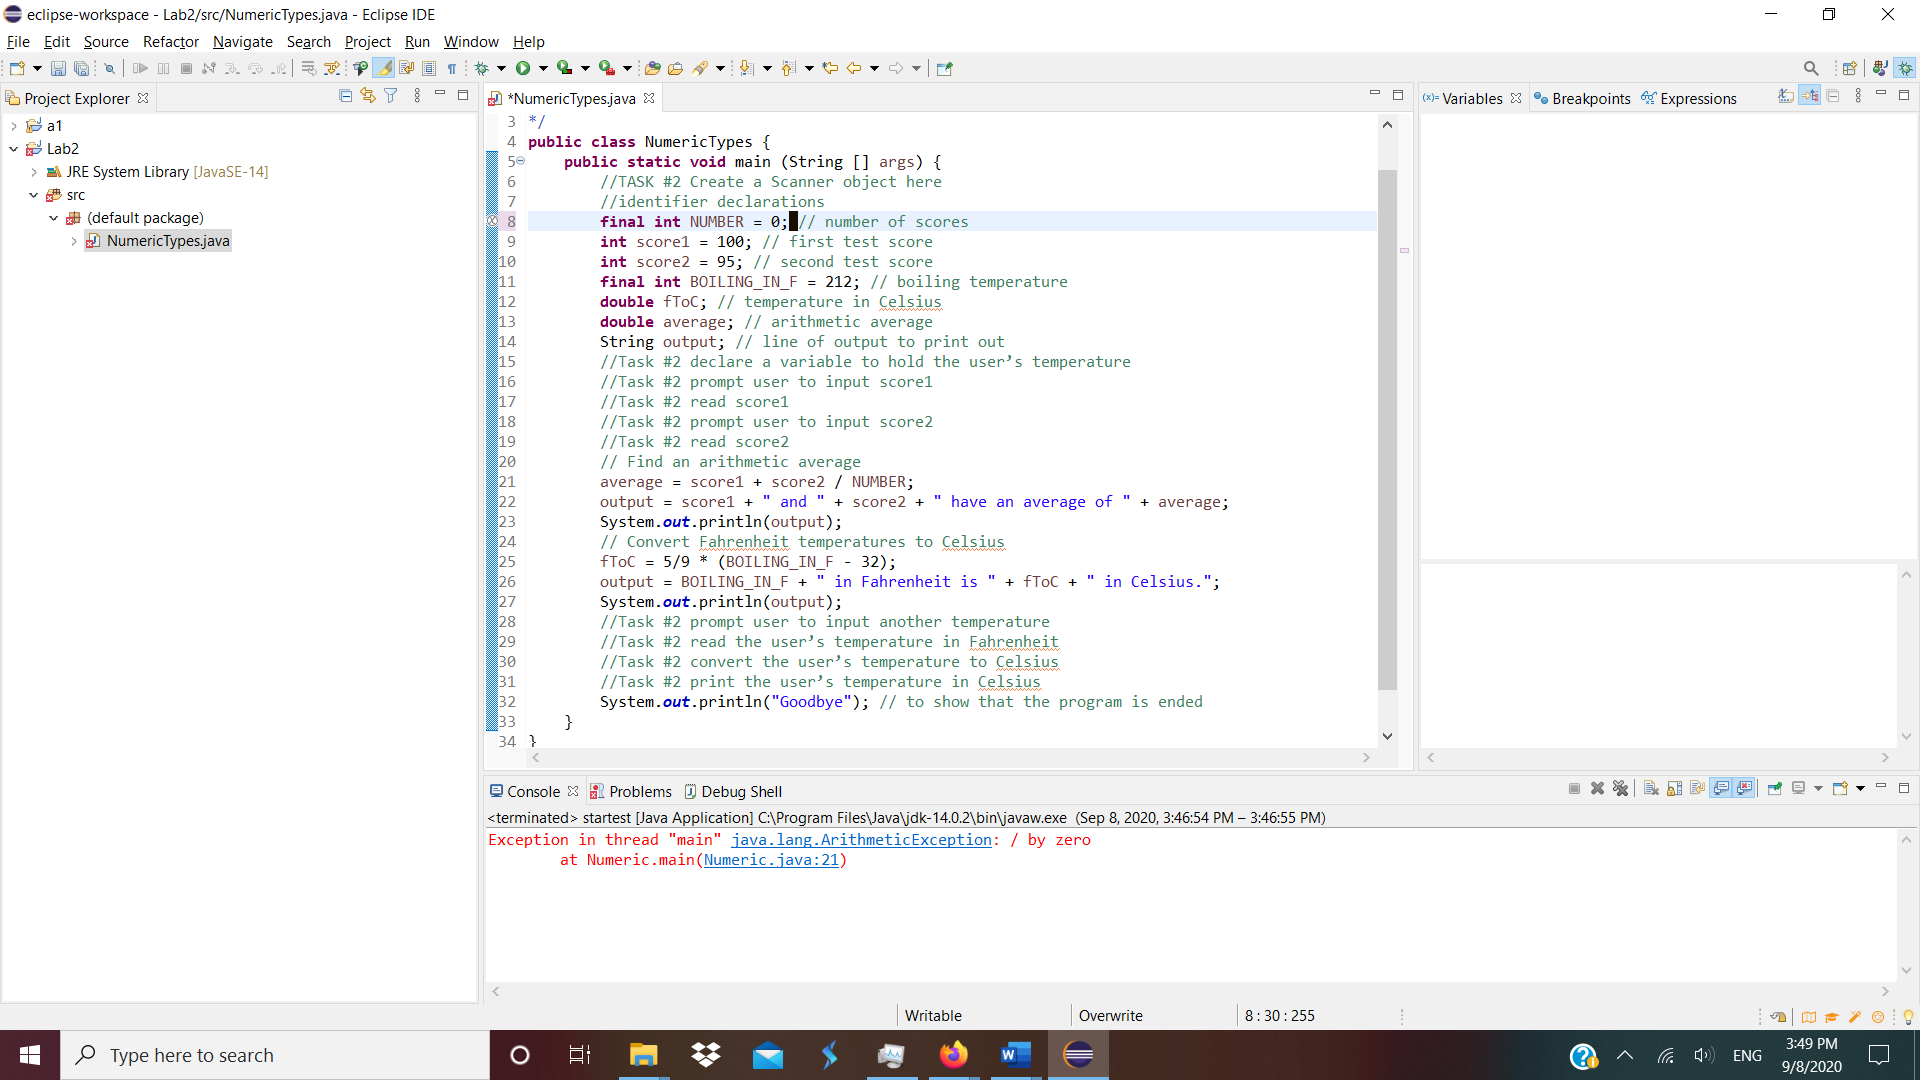 eclipse-workspace - Lab2/src/NumericTypes.java - Eclipse IDE
File Edit Source Refactor Navigate Search Project Run Window Help
Project Explorer
a1
Lab2
JRE System Library [JavaSE-14]
src
(default package)
NumericTypes.java
*NumericTypes.java
3 */
4 public class NumericTypes {
5 public static void main (String [] args) {
6 //TASK #2 Create a Scanner object here
7 //identifier declarations
8 final int NUMBER = 0; // number of scores
9 int score1 = 100; // first test score
10 int score2 = 95; // second test score
11 final int BOILING_IN_F = 212; // boiling temperature
12 double fToC; // temperature in Celsius
13 double average; // arithmetic average
14 String output; // line of output to print out
15 //Task #2 declare a variable to hold the user’s temperature
16 //Task #2 prompt user to input score1
17 //Task #2 read score1
18 //Task #2 prompt user to input score2
19 //Task #2 read score2
20 // Find an arithmetic average
21 average = score1 + score2 / NUMBER;
22 output = score1 + " and " + score2 + " have an average of " + average;
23 System.out.println(output);
24 // Convert Fahrenheit temperatures to Celsius
25 fToC = 5/9 * (BOILING_IN_F - 32);
26 output = BOILING_IN_F + " in Fahrenheit is " + fToC + " in Celsius.";
27 System.out.println(output);
28 //Task #2 prompt user to input another temperature
29 //Task #2 read the user’s temperature in Fahrenheit
30 //Task #2 convert the user’s temperature to Celsius
31 //Task #2 print the user’s temperature in Celsius
32 System.out.println("Goodbye"); // to show that the program is ended
33 }
34 }
(x)= Variables Breakpoints Expressions
Console Problems Debug Shell
<terminated> startest [Java Application] C:\Program Files\Java\jdk-14.0.2\bin\javaw.exe (Sep 8, 2020, 3:46:54 PM – 3:46:55 PM)
Exception in thread "main" java.lang.ArithmeticException: / by zero
at Numeric.main(Numeric.java:21)
Writable Overwrite 8 : 30 : 255
Type here to search
ENG
3:49 PM
9/8/2020